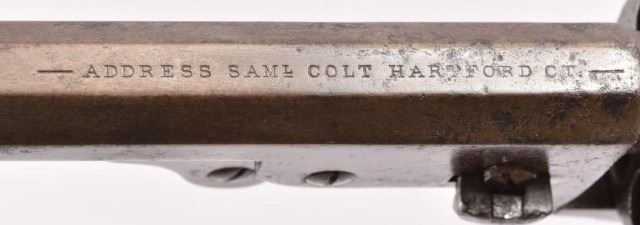 — ADDRESS SAML COLT HARTFORD CT. —